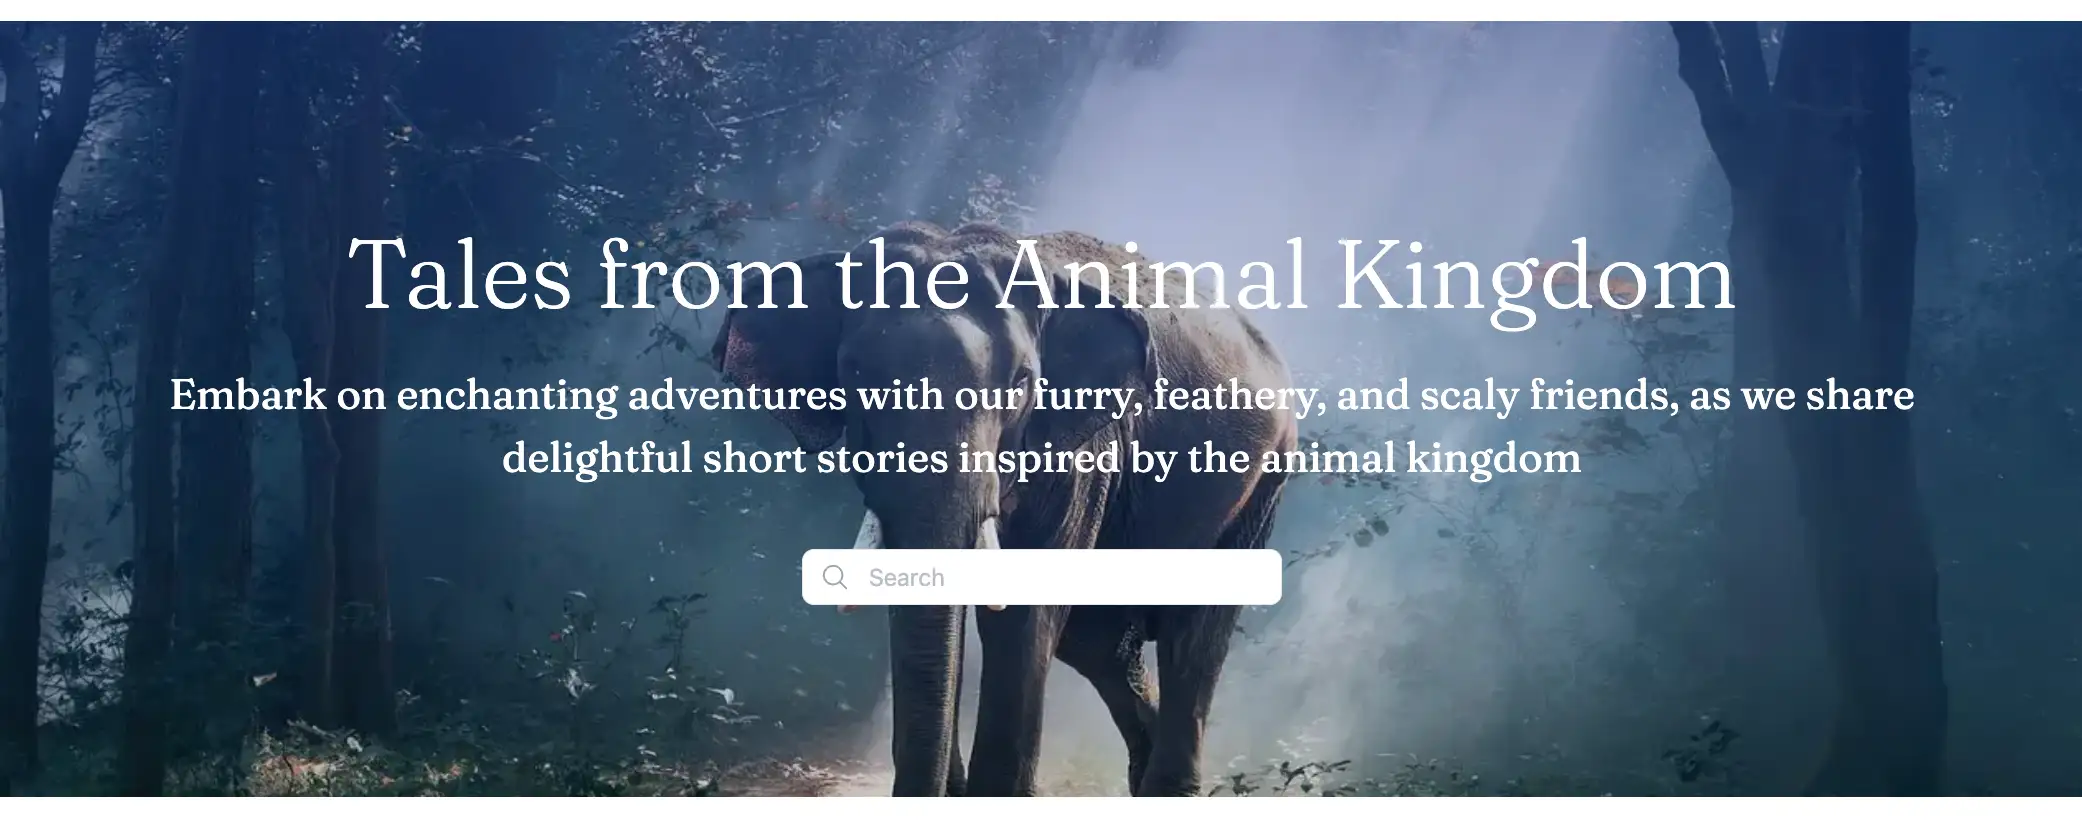 Tales from the Animal Kingdom
Embark on enchanting adventures with our furry, feathery, and scaly friends, as we share
delightful short stories inspired by the animal kingdom
Search